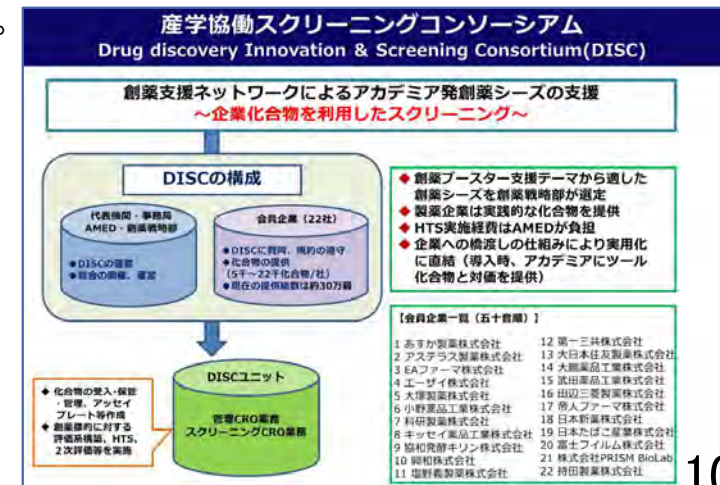 。
産学協働スクリーニングコンソーシアム
Drug discovery Innovation & Screening Consortium(DISC)
創薬支援ネットワークによるアカデミア発創薬シーズの支援
～企業化合物を利用したスクリーニング～
DISCの構成
代表機関・事務局
AMED・創薬戦略部
●DISCの運営
●総会の開催、運営
会員企業（22社）
●DISCに賛同、規約の遵守
●化合物の提供
（5千～22千化合物/社）
●現在の提供総数は約30万個
◆ 創薬ブースター支援テーマから適した
創薬シーズを創薬戦略部が選定
◆ 製薬企業は実践的な化合物を提供
◆ HTS実施経費はAMEDが負担
◆ 企業への橋渡しの仕組みにより実用化
に直結（導入時、アカデミアにツール
化合物と対価を提供）
DISCユニット
管理CRO業務
スクリーニングCRO業務
◆ 化合物の受入・保管
・管理、アッセイ
プレート等作成
◆ 創薬標的に対する
評価系構築、HTS、
2次評価等を実施
【会員企業一覧（五十音順）】
1 あすか製薬株式会社
2 アステラス製薬株式会社
3 EAファーマ株式会社
4 エーザイ株式会社
5 大塚製薬株式会社
6 小野薬品工業株式会社
7 科研製薬株式会社
8 キッセイ薬品工業株式会社
9 協和発酵キリン株式会社
10 興和株式会社
11 塩野義製薬株式会社
12 第一三共株式会社
13 大日本住友製薬株式会社
14 大鵬薬品工業株式会社
15 武田薬品工業株式会社
16 田辺三菱製薬株式会社
17 帝人ファーマ株式会社
18 日本新薬株式会社
19 日本たばこ産業株式会社
20 富士フイルム株式会社
21 株式会社PRISM BioLab
22 持田製薬株式会社
10